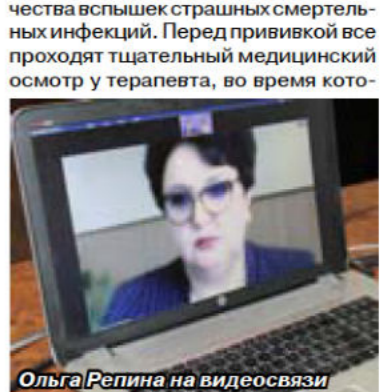 чества вспышек страшных смертель-
ных инфекций. Перед прививкой все
проходят тщательный медицинский
осмотр у терапевта, во время кото-
Ольга Репина на видеосвязи